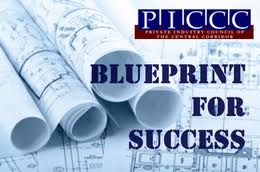 PICCC
PRIVATE INDUSTRY COUNCIL OF
THE CENTRAL CORRIDOR
BLUEPRINT
FOR
SUCCESS